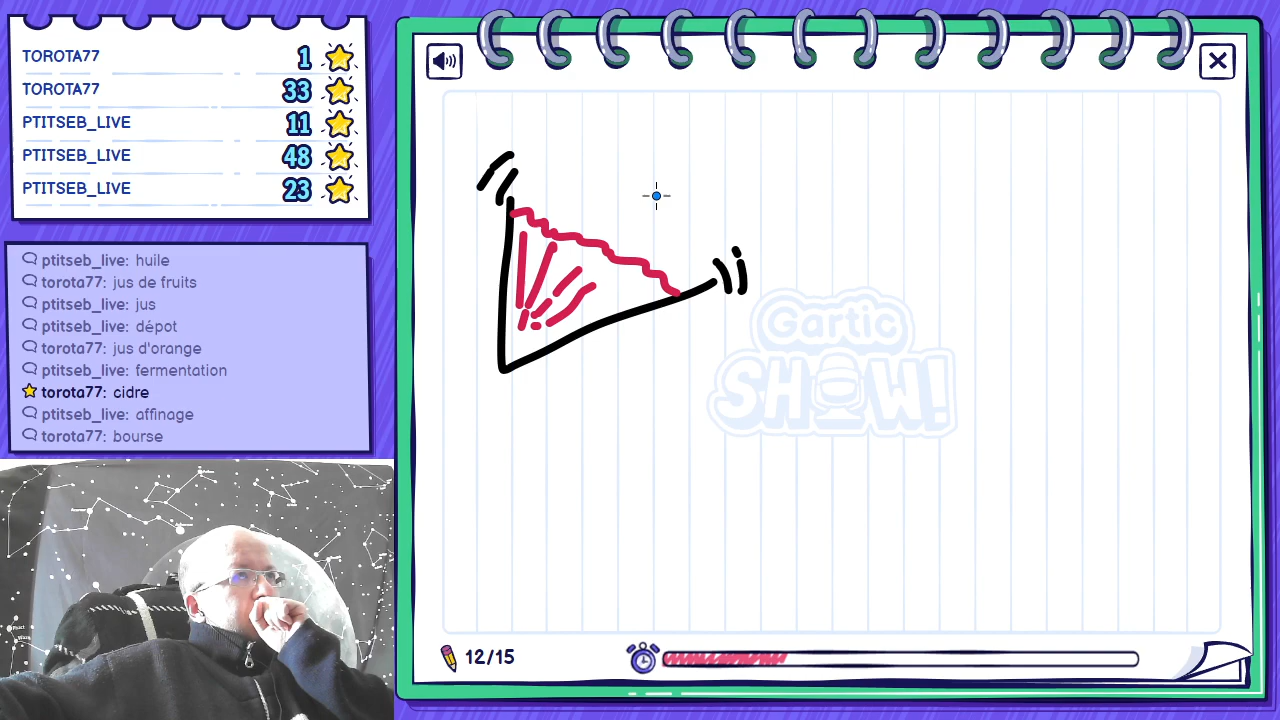 TOROTA77 1
TOROTA77 33
PTITSEB_LIVE 11
PTITSEB_LIVE 48
PTITSEB_LIVE 23
ptitseb_live: huile
torota77: jus de fruits
ptitseb_live: jus
ptitseb_live: dépot
torota77: jus d'orange
ptitseb_live: fermentation
torota77: cidre
ptitseb_live: affinage
torota77: bourse
Gartic
SHOW!
12/15